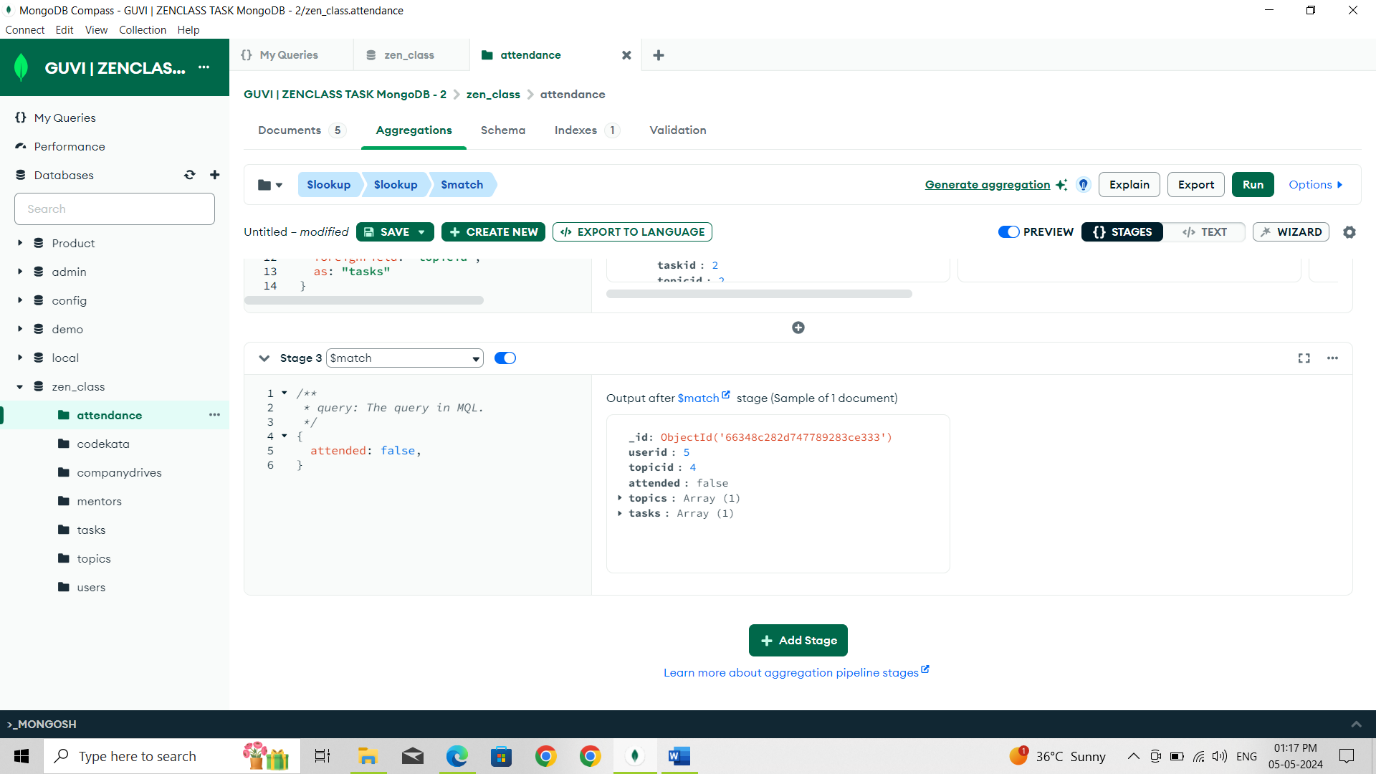 MongoDB Compass - GUVI | ZENCLASS TASK MongoDB - 2/zen_class.attendance
Connect Edit View Collection Help
GUVI | ZENCLAS... ...
{} My Queries
zen_class
attendance
GUVI | ZENCLASS TASK MongoDB - 2 > zen_class > attendance
My Queries
Performance
Databases
Search
Product
admin
config
demo
local
zen_class
attendance ...
codekata
companydrives
mentors
tasks
topics
users
Documents 5 Aggregations Schema Indexes 1 Validation
$lookup $lookup $match
Generate aggregation Explain Export Run Options
Untitled – modified SAVE + CREATE NEW </> EXPORT TO LANGUAGE PREVIEW {} STAGES </> TEXT WIZARD
13 as: "tasks"
14 }
taskid : 2
topicid : 2
Stage 3 $match
1 /**
2 * query: The query in MQL.
3 */
4 {
5 attended: false,
6 }
Output after $match stage (Sample of 1 document)
_id: ObjectId('66348c282d747789283ce333')
userid : 5
topicid : 4
attended : false
topics : Array (1)
tasks : Array (1)
+ Add Stage
Learn more about aggregation pipeline stages
>_MONGOSH
Type here to search
1
36°C Sunny
ENG
01:17 PM
05-05-2024